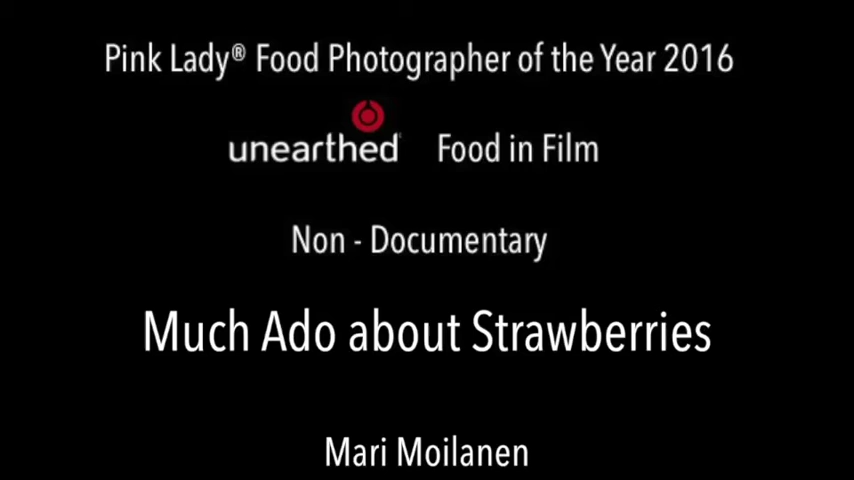 Pink Lady® Food Photographer of the Year 2016
unearthed Food in Film
Non - Documentary
Much Ado about Strawberries
Mari Moilanen